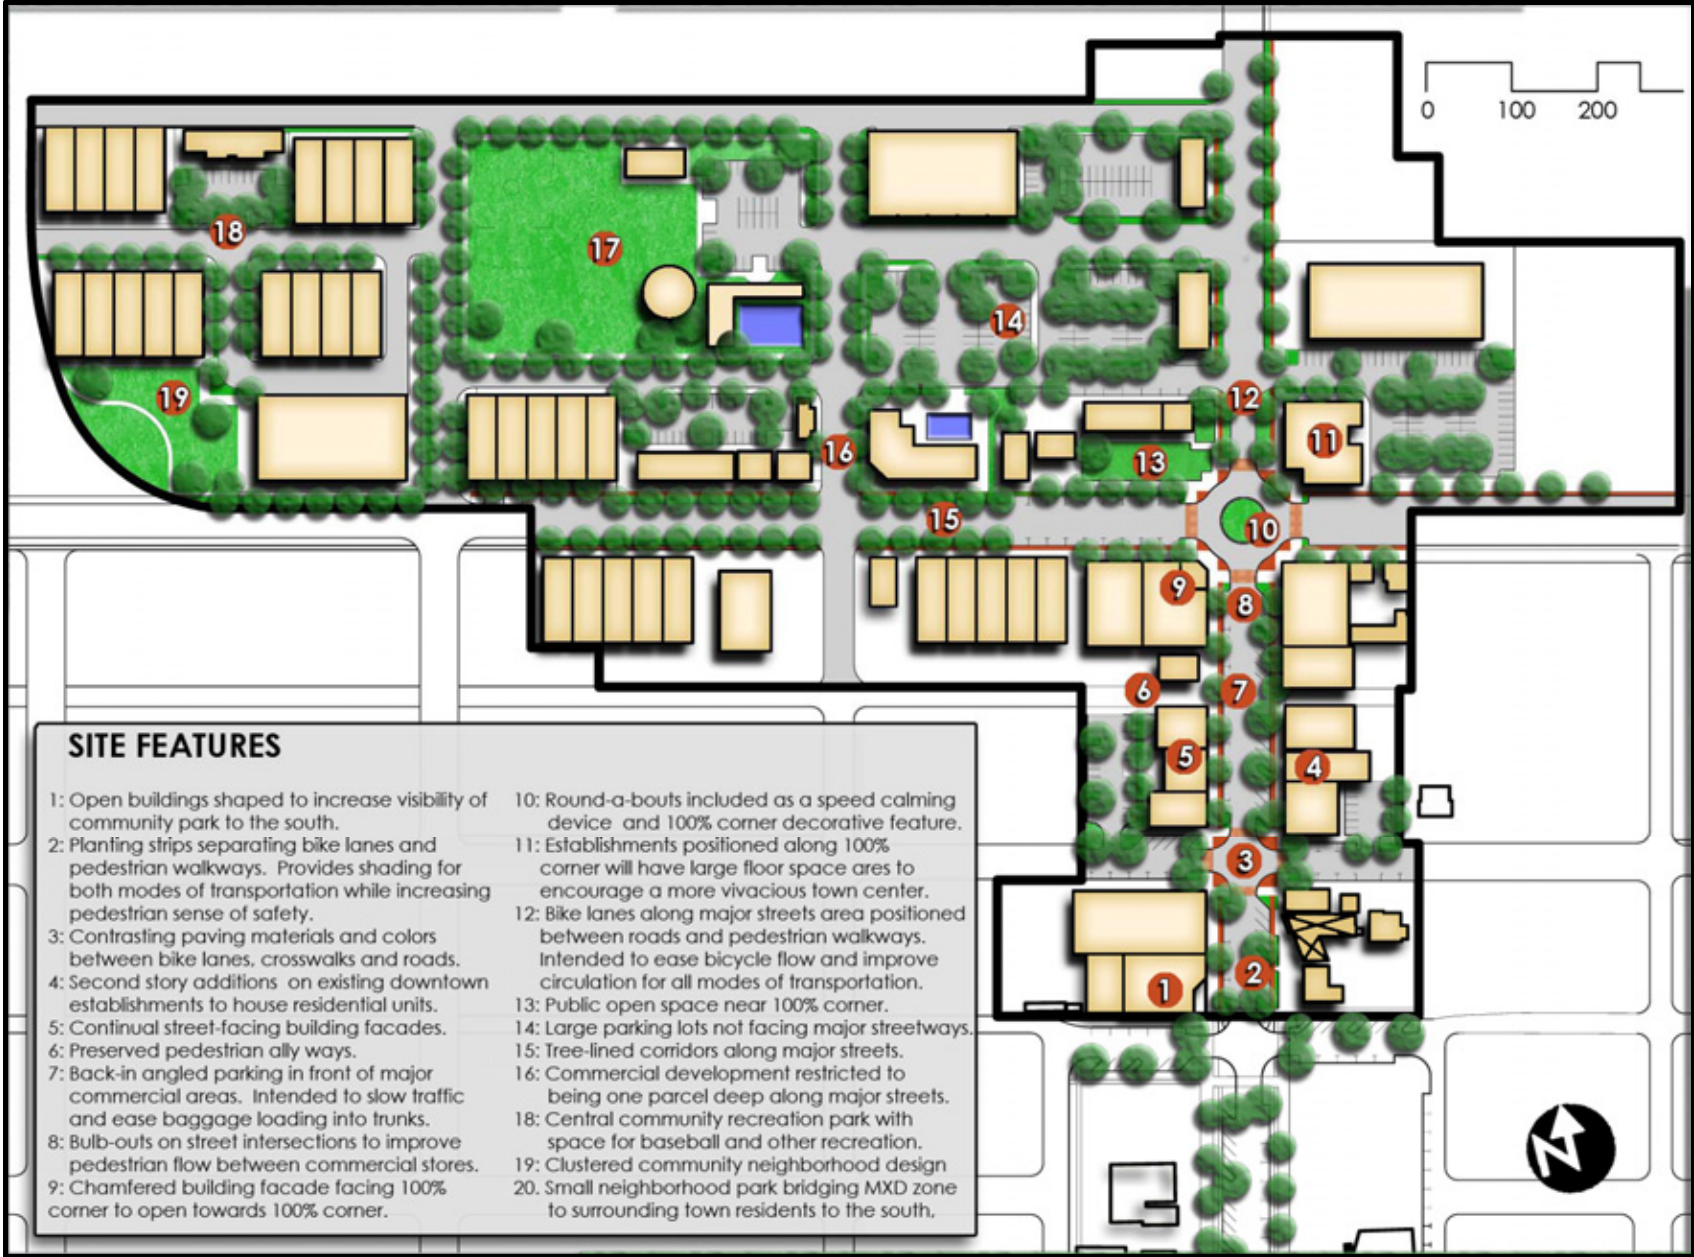 0 100 200
18
17
19
14
12
16
11
13
15
10
9
8
6
7
5
4
3
2
1
N
SITE FEATURES
1: Open buildings shaped to increase visibility of
community park to the south.
2: Planting strips separating bike lanes and
pedestrian walkways. Provides shading for
both modes of transportation while increasing
pedestrian sense of safety.
3: Contrasting paving materials and colors
between bike lanes, crosswalks and roads.
4: Second story additions on existing downtown
establishments to house residential units.
5: Continual street-facing building facades.
6: Preserved pedestrian ally ways.
7: Back-in angled parking in front of major
commercial areas. Intended to slow traffic
and ease baggage loading into trunks.
8: Bulb-outs on street intersections to improve
pedestrian flow between commercial stores.
9: Chamfered building facade facing 100%
corner to open towards 100% corner.
10: Round-a-bouts included as a speed calming
device and 100% corner decorative feature.
11: Establishments positioned along 100%
corner will have large floor space ares to
encourage a more vivacious town center.
12: Bike lanes along major streets area positioned
between roads and pedestrian walkways.
Intended to ease bicycle flow and improve
circulation for all modes of transportation.
13: Public open space near 100% corner.
14: Large parking lots not facing major streetways.
15: Tree-lined corridors along major streets.
16: Commercial development restricted to
being one parcel deep along major streets.
18: Central community recreation park with
space for baseball and other recreation.
19: Clustered community neighborhood design
20. Small neighborhood park bridging MXD zone
to surrounding town residents to the south.